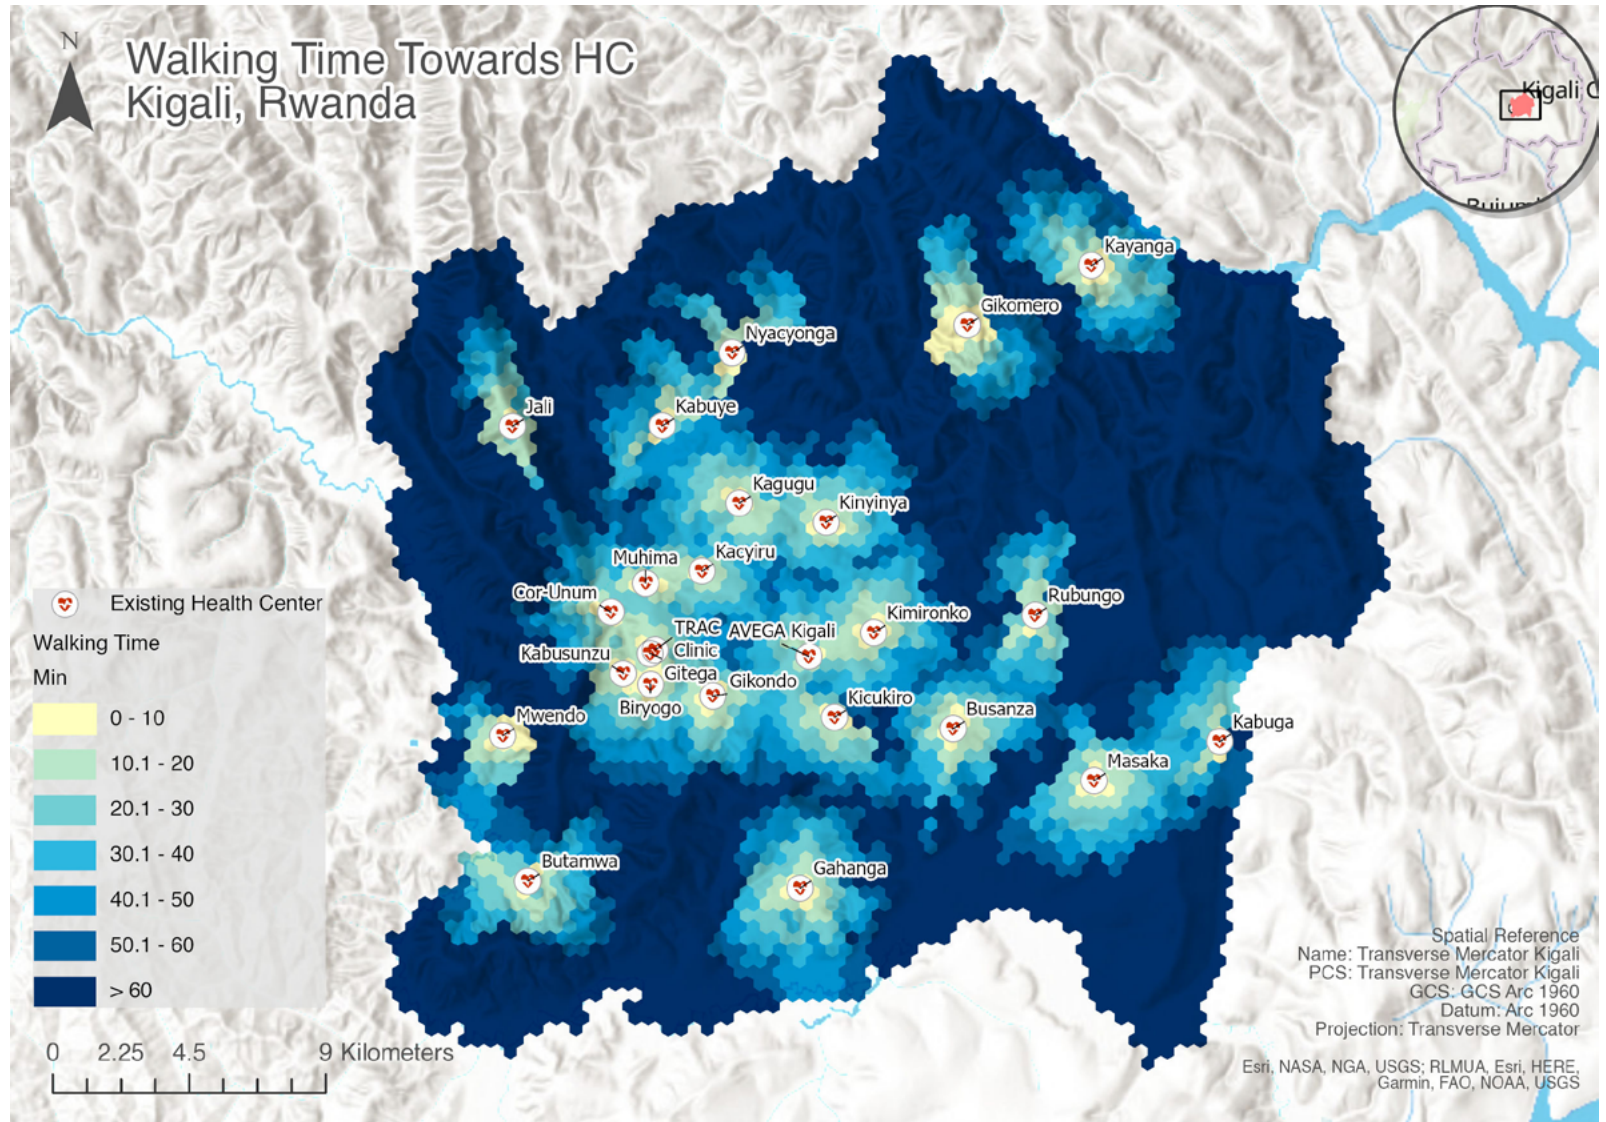 N
Walking Time Towards HC
Kigali, Rwanda
Kigali C
Kayanga
Gikomero
Nyacyonga
Jali
Kabuye
Kagugu
Kinyinya
Muhima
Kacyiru
Cor-Unum
Kimironko
Rubungo
TRAC
Clinic
AVEGA Kigali
Kabusunzu
Gitega
Gikondo
Biryogo
Kicukiro
Busanza
Mwendo
Kabuga
Masaka
Butamwa
Gahanga
Existing Health Center
Walking Time
Min
0 - 10
10.1 - 20
20.1 - 30
30.1 - 40
40.1 - 50
50.1 - 60
> 60
0 2.25 4.5 9 Kilometers
Spatial Reference
Name: Transverse Mercator Kigali
PCS: Transverse Mercator Kigali
GCS: GCS Arc 1960
Datum: Arc 1960
Projection: Transverse Mercator
Esri, NASA, NGA, USGS; RLMUA, Esri, HERE,
Garmin, FAO, NOAA, USGS